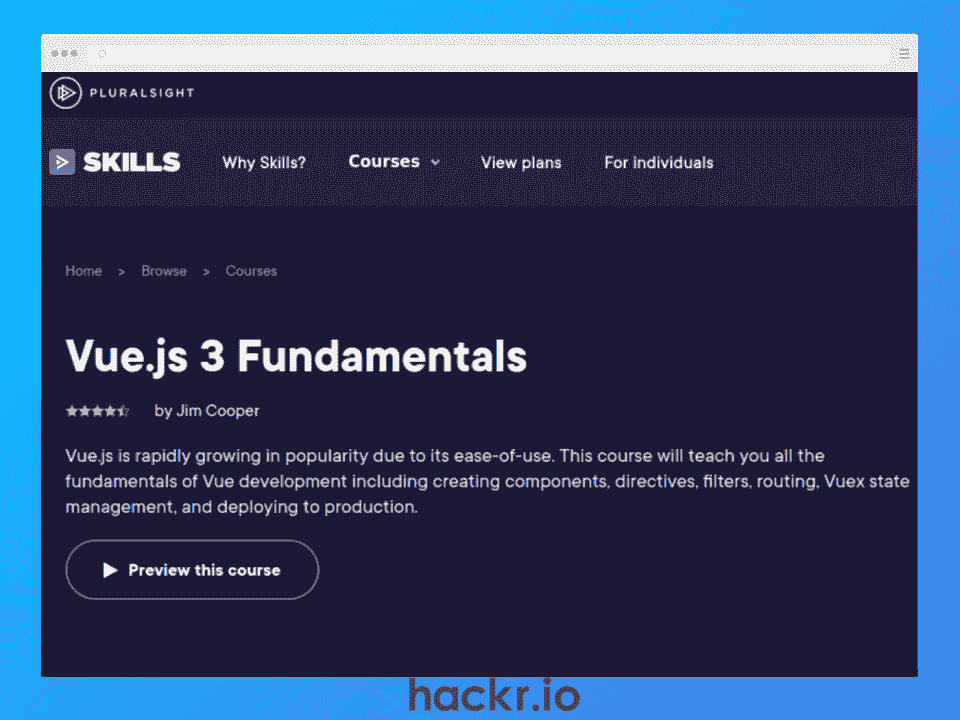 PLURALSIGHT
SKILLS Why Skills? Courses View plans For individuals
Home > Browse > Courses
Vue.js 3 Fundamentals
by Jim Cooper
Vue.js is rapidly growing in popularity due to its ease-of-use. This course will teach you all the
fundamentals of Vue development including creating components, directives, filters, routing, Vuex state
management, and deploying to production.
Preview this course
hackr.io